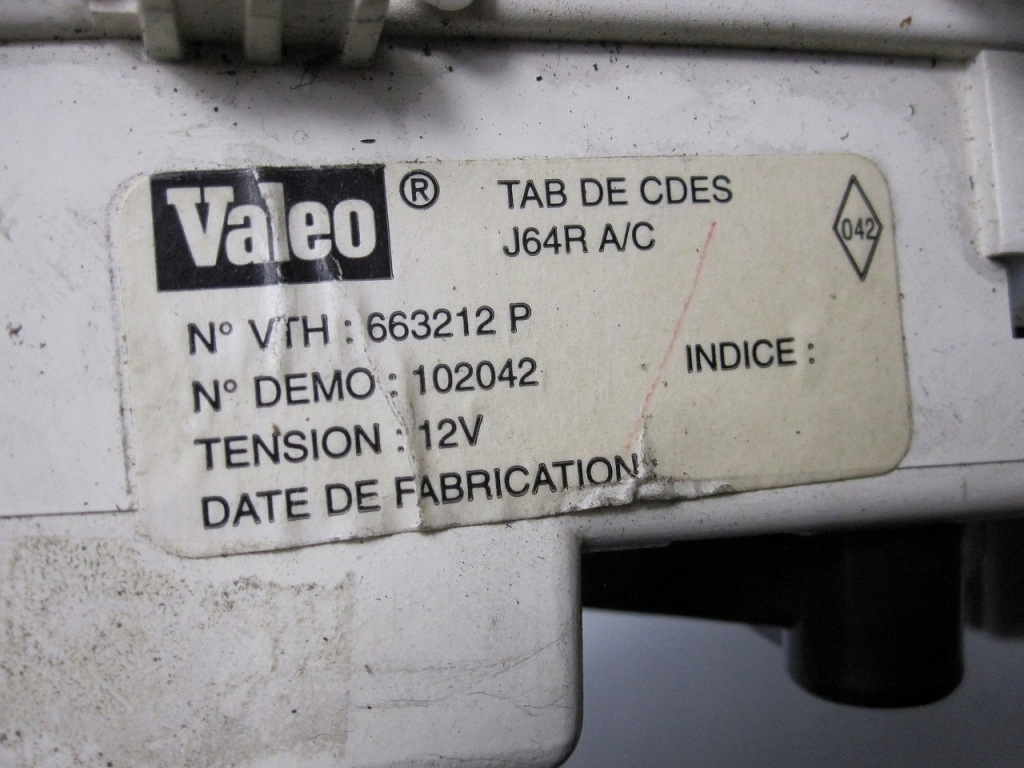 Valeo ®
TAB DE CDES
J64R A/C
042
N° VTH : 663212 P
N° DEMO : 102042
INDICE :
TENSION : 12V
DATE DE FABRICATION :